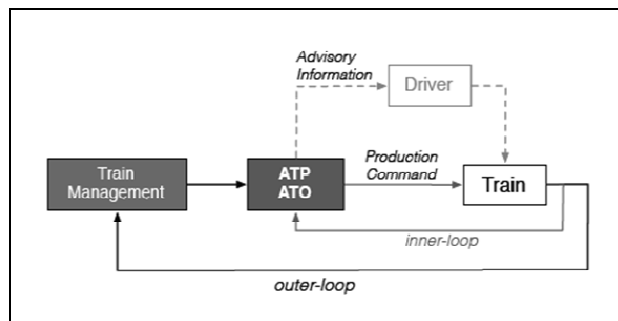 Advisory
Information
Driver
Train
Management
ATP
ATO
Production
Command
Train
inner-loop
outer-loop